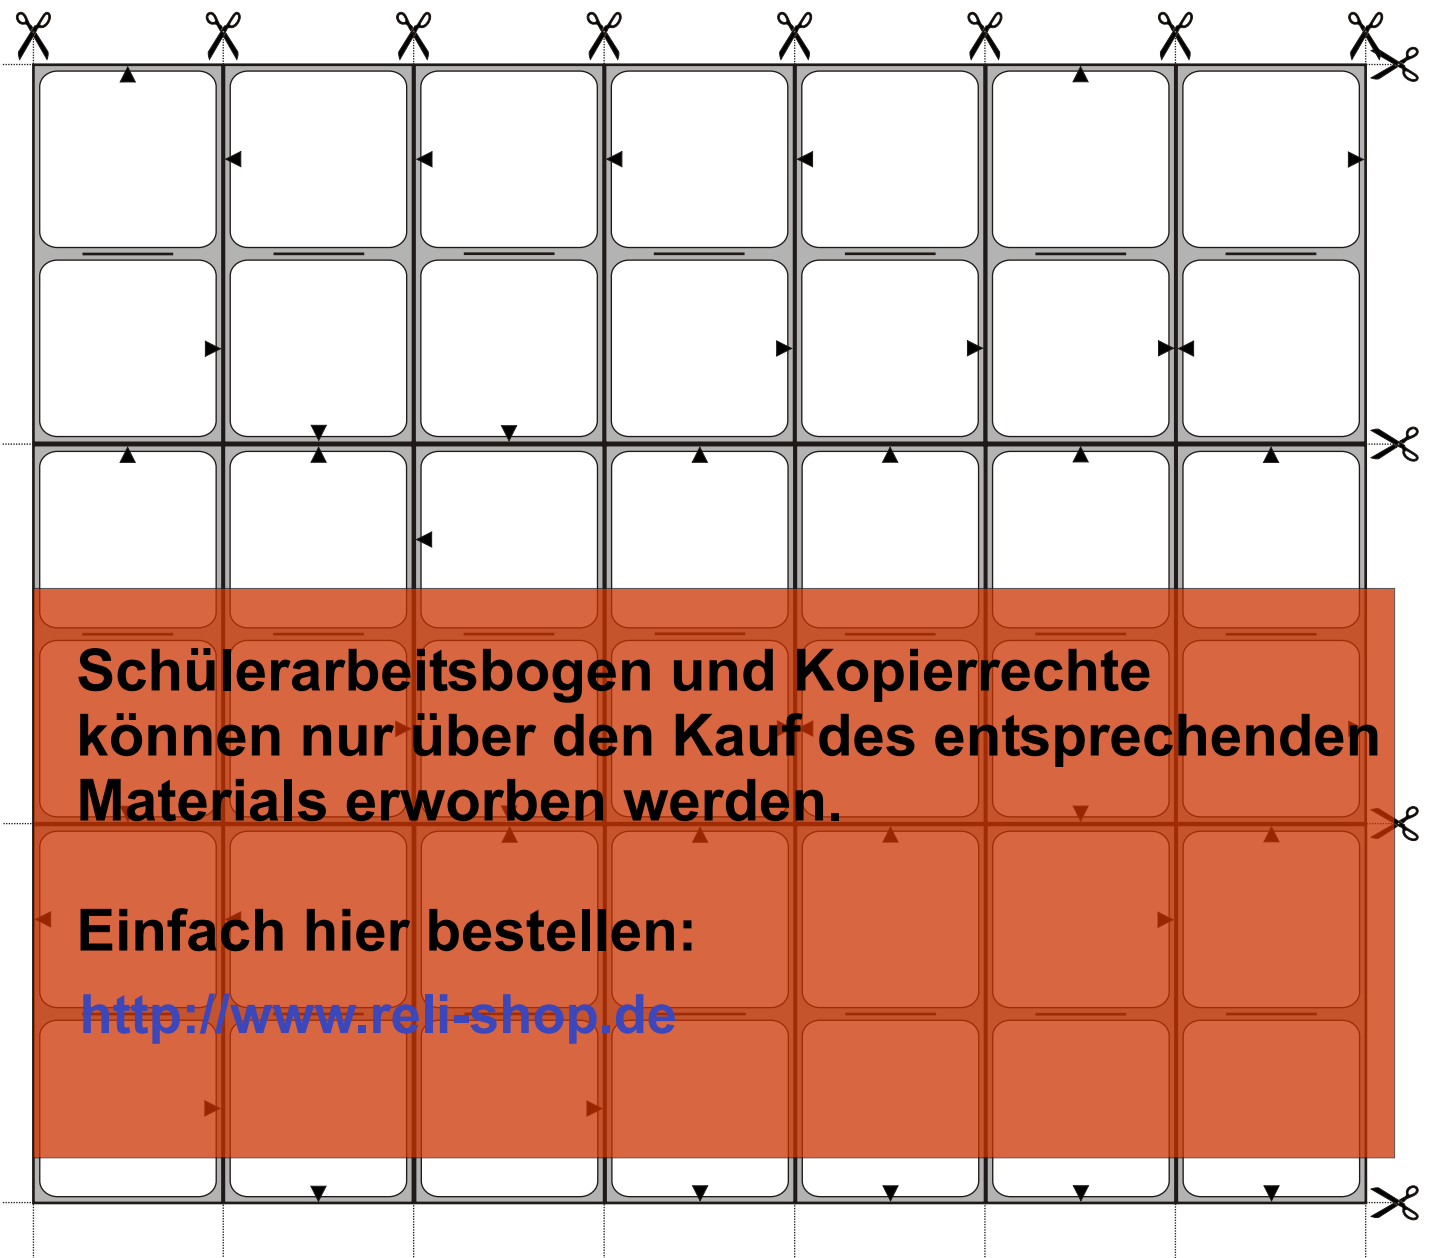 Schülerarbeitsbogen und Kopierrechte
können nur über den Kauf des entsprechenden
Materials erworben werden.
Einfach hier bestellen:
http://www.reli-shop.de